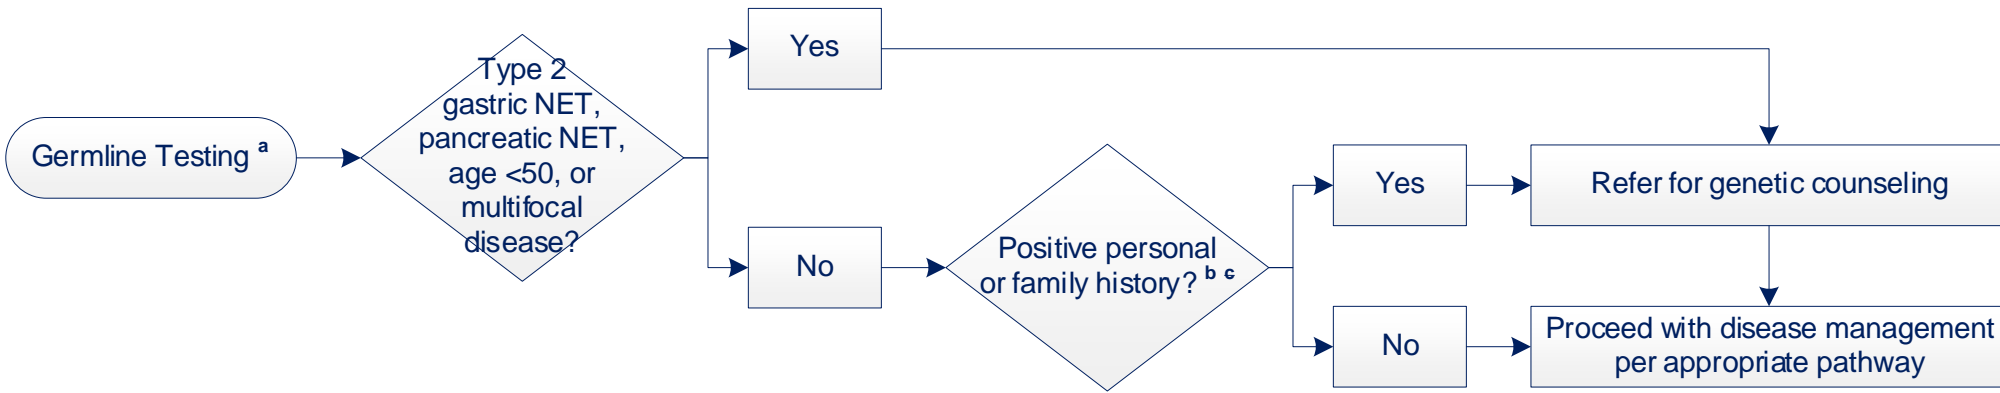 Germline Testing a
Type 2
gastric NET,
pancreatic NET,
age <50, or
multifocal
disease?
Yes
No
Positive personal
or family history? b c
Yes
No
Refer for genetic counseling
Proceed with disease management
per appropriate pathway